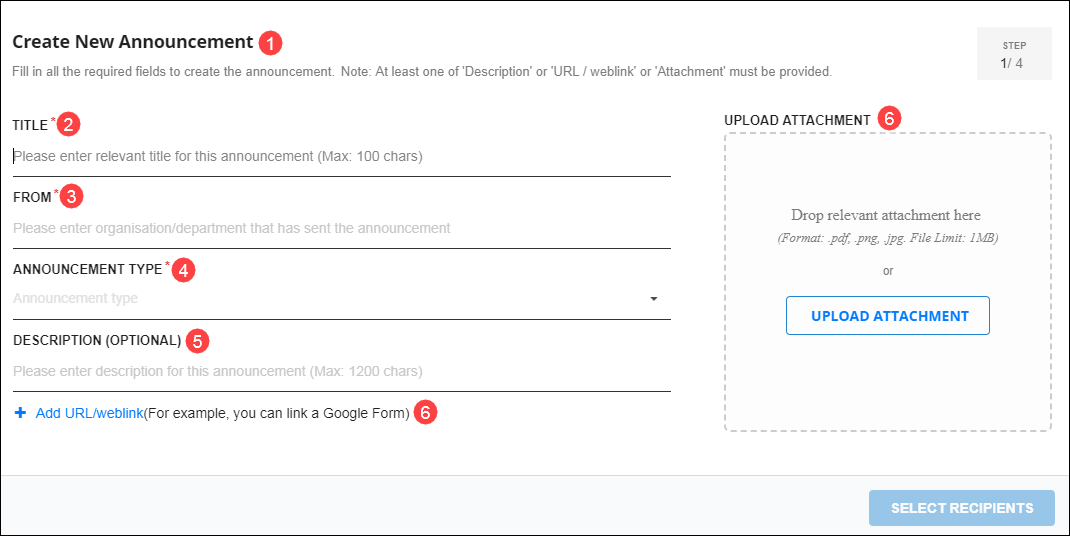 Create New Announcement 1
STEP
1/ 4
Fill in all the required fields to create the announcement. Note: At least one of 'Description' or 'URL / weblink' or 'Attachment' must be provided.
TITLE * 2
Please enter relevant title for this announcement (Max: 100 chars)
FROM * 3
Please enter organisation/department that has sent the announcement
ANNOUNCEMENT TYPE * 4
Announcement type
DESCRIPTION (OPTIONAL) 5
Please enter description for this announcement (Max: 1200 chars)
+ Add URL/weblink(For example, you can link a Google Form) 6
UPLOAD ATTACHMENT 6
Drop relevant attachment here
(Format: .pdf, .png, .jpg. File Limit: 1MB)
or
UPLOAD ATTACHMENT
SELECT RECIPIENTS